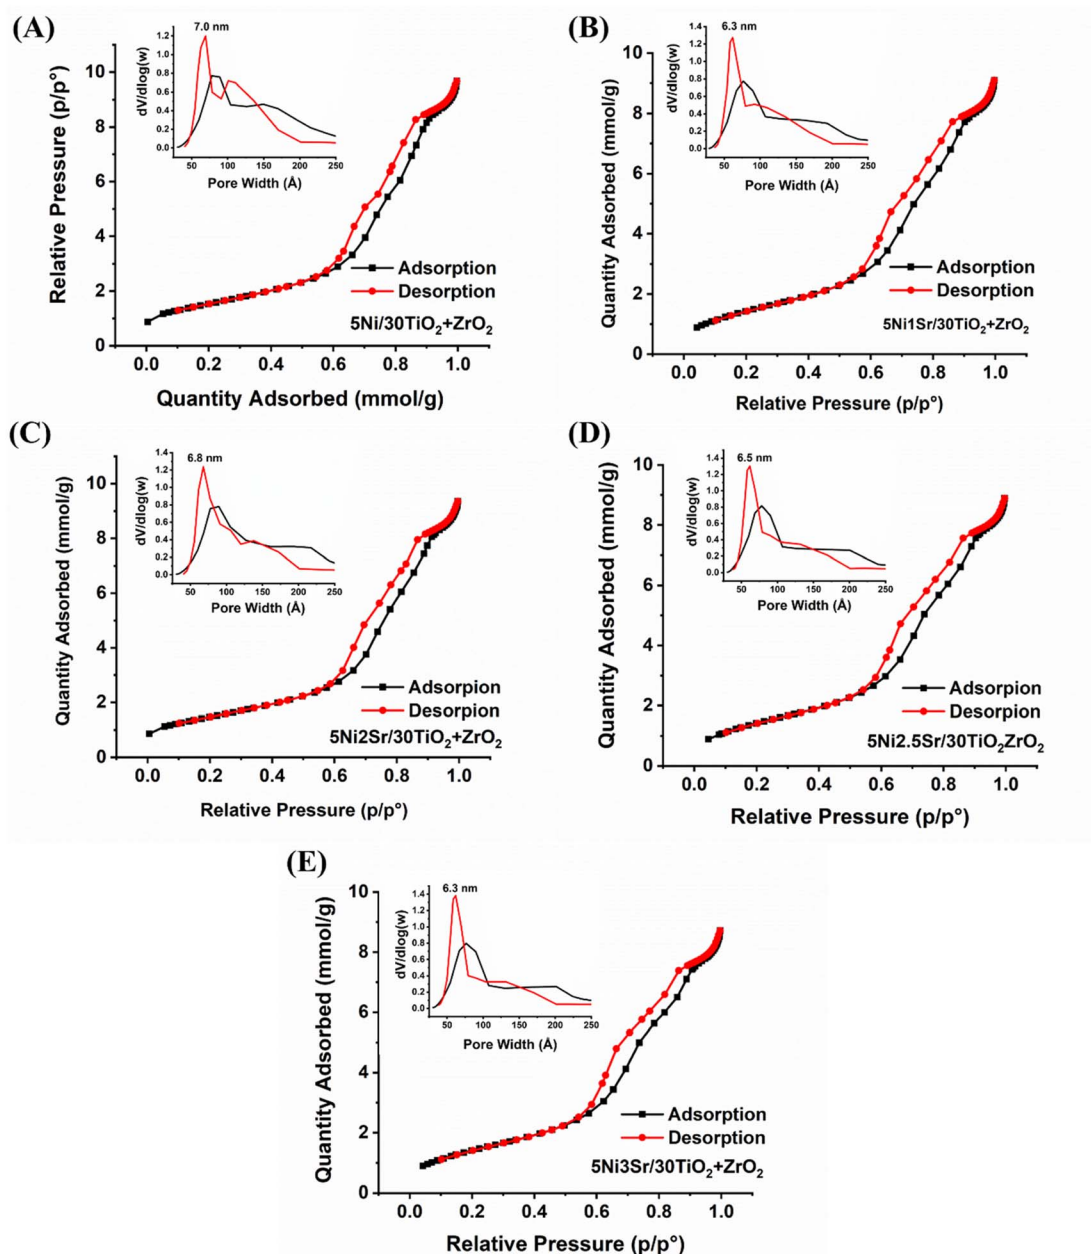 (A)
7.0 nm
1.2
1.0
0.8
0.6
0.4
0.2
0.0
dV/dlog(w)
50 100 150 200 250
Pore Width (Å)
10
8
6
4
2
0
Relative Pressure (p/p°)
Adsorption
Desorption
5Ni/30TiO₂+ZrO₂
0.0 0.2 0.4 0.6 0.8 1.0
Quantity Adsorbed (mmol/g)
(B)
6.3 nm
1.4
1.2
1.0
0.8
0.6
0.4
0.2
0.0
dV/dlog(w)
50 100 150 200 250
Pore Width (Å)
10
8
6
4
2
0
Quantity Adsorbed (mmol/g)
Adsorption
Desorption
5Ni1Sr/30TiO₂+ZrO₂
0.0 0.2 0.4 0.6 0.8 1.0
Relative Pressure (p/p°)
(C)
6.8 nm
1.4
1.2
1.0
0.8
0.6
0.4
0.2
0.0
dV/dlog(w)
50 100 150 200 250
Pore Width (Å)
10
8
6
4
2
0
Quantity Adsorbed (mmol/g)
Adsorpion
Desorpion
5Ni2Sr/30TiO₂+ZrO₂
0.0 0.2 0.4 0.6 0.8 1.0
Relative Pressure (p/p°)
(D)
6.5 nm
1.4
1.2
1.0
0.8
0.6
0.4
0.2
0.0
dV/dlog(w)
50 100 150 200 250
Pore Width (Å)
10
8
6
4
2
0
Quantity Adsorbed (mmol/g)
Adsorpion
Desorpion
5Ni2.5Sr/30TiO₂ZrO₂
0.0 0.2 0.4 0.6 0.8 1.0
Relative Pressure (p/p°)
(E)
6.3 nm
1.4
1.2
1.0
0.8
0.6
0.4
0.2
0.0
dV/dlog(w)
50 100 150 200 250
Pore Width (Å)
10
8
6
4
2
0
Quantity Adsorbed (mmol/g)
Adsorption
Desorption
5Ni3Sr/30TiO₂+ZrO₂
0.0 0.2 0.4 0.6 0.8 1.0
Relative Pressure (p/p°)